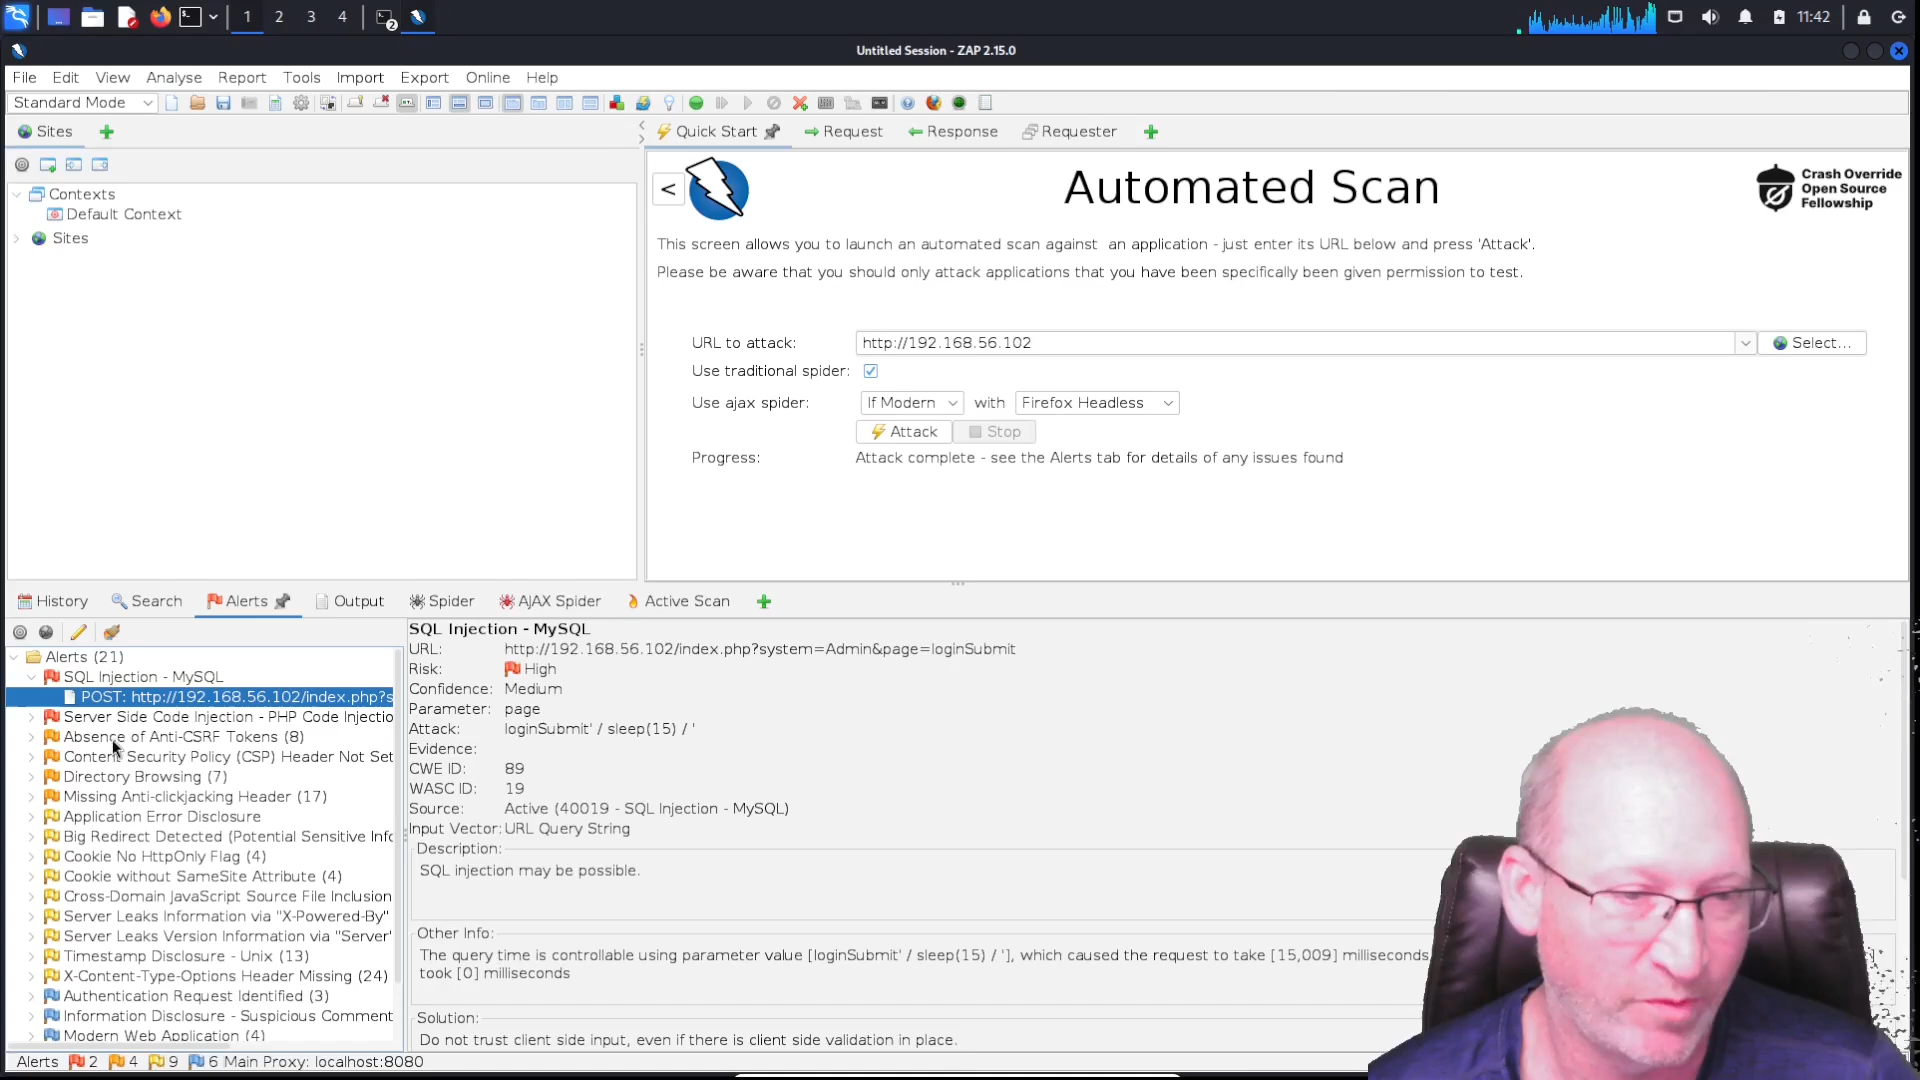 1 2 3 4 2 11:42
Untitled Session - ZAP 2.15.0
File Edit View Analyse Report Tools Import Export Online Help
Standard Mode
Sites
Quick Start Request Response Requester
Contexts
Default Context
Sites
<
Automated Scan
Crash Override
Open Source
Fellowship
This screen allows you to launch an automated scan against an application - just enter its URL below and press 'Attack'.
Please be aware that you should only attack applications that you have been specifically been given permission to test.
URL to attack: http://192.168.56.102 Select...
Use traditional spider:
Use ajax spider: If Modern with Firefox Headless
Attack Stop
Progress: Attack complete - see the Alerts tab for details of any issues found
History Search Alerts Output Spider AJAX Spider Active Scan
Alerts (21)
SQL Injection - MySQL
POST: http://192.168.56.102/index.php?s
Server Side Code Injection - PHP Code Injectio
Absence of Anti-CSRF Tokens (8)
Content Security Policy (CSP) Header Not Set
Directory Browsing (7)
Missing Anti-clickjacking Header (17)
Application Error Disclosure
Big Redirect Detected (Potential Sensitive Info
Cookie No HttpOnly Flag (4)
Cookie without SameSite Attribute (4)
Cross-Domain JavaScript Source File Inclusion
Server Leaks Information via "X-Powered-By"
Server Leaks Version Information via "Server"
Timestamp Disclosure - Unix (13)
X-Content-Type-Options Header Missing (24)
Authentication Request Identified (3)
Information Disclosure - Suspicious Comment
Modern Web Application (4)
SQL Injection - MySQL
URL: http://192.168.56.102/index.php?system=Admin&page=loginSubmit
Risk: High
Confidence: Medium
Parameter: page
Attack: loginSubmit' / sleep(15) / '
Evidence:
CWE ID: 89
WASC ID: 19
Source: Active (40019 - SQL Injection - MySQL)
Input Vector: URL Query String
Description:
SQL injection may be possible.
Other Info:
The query time is controllable using parameter value [loginSubmit' / sleep(15) / '], which caused the request to take [15,009] milliseconds,
took [0] milliseconds
Solution:
Do not trust client side input, even if there is client side validation in place.
Alerts 2 4 9 6 Main Proxy: localhost:8080